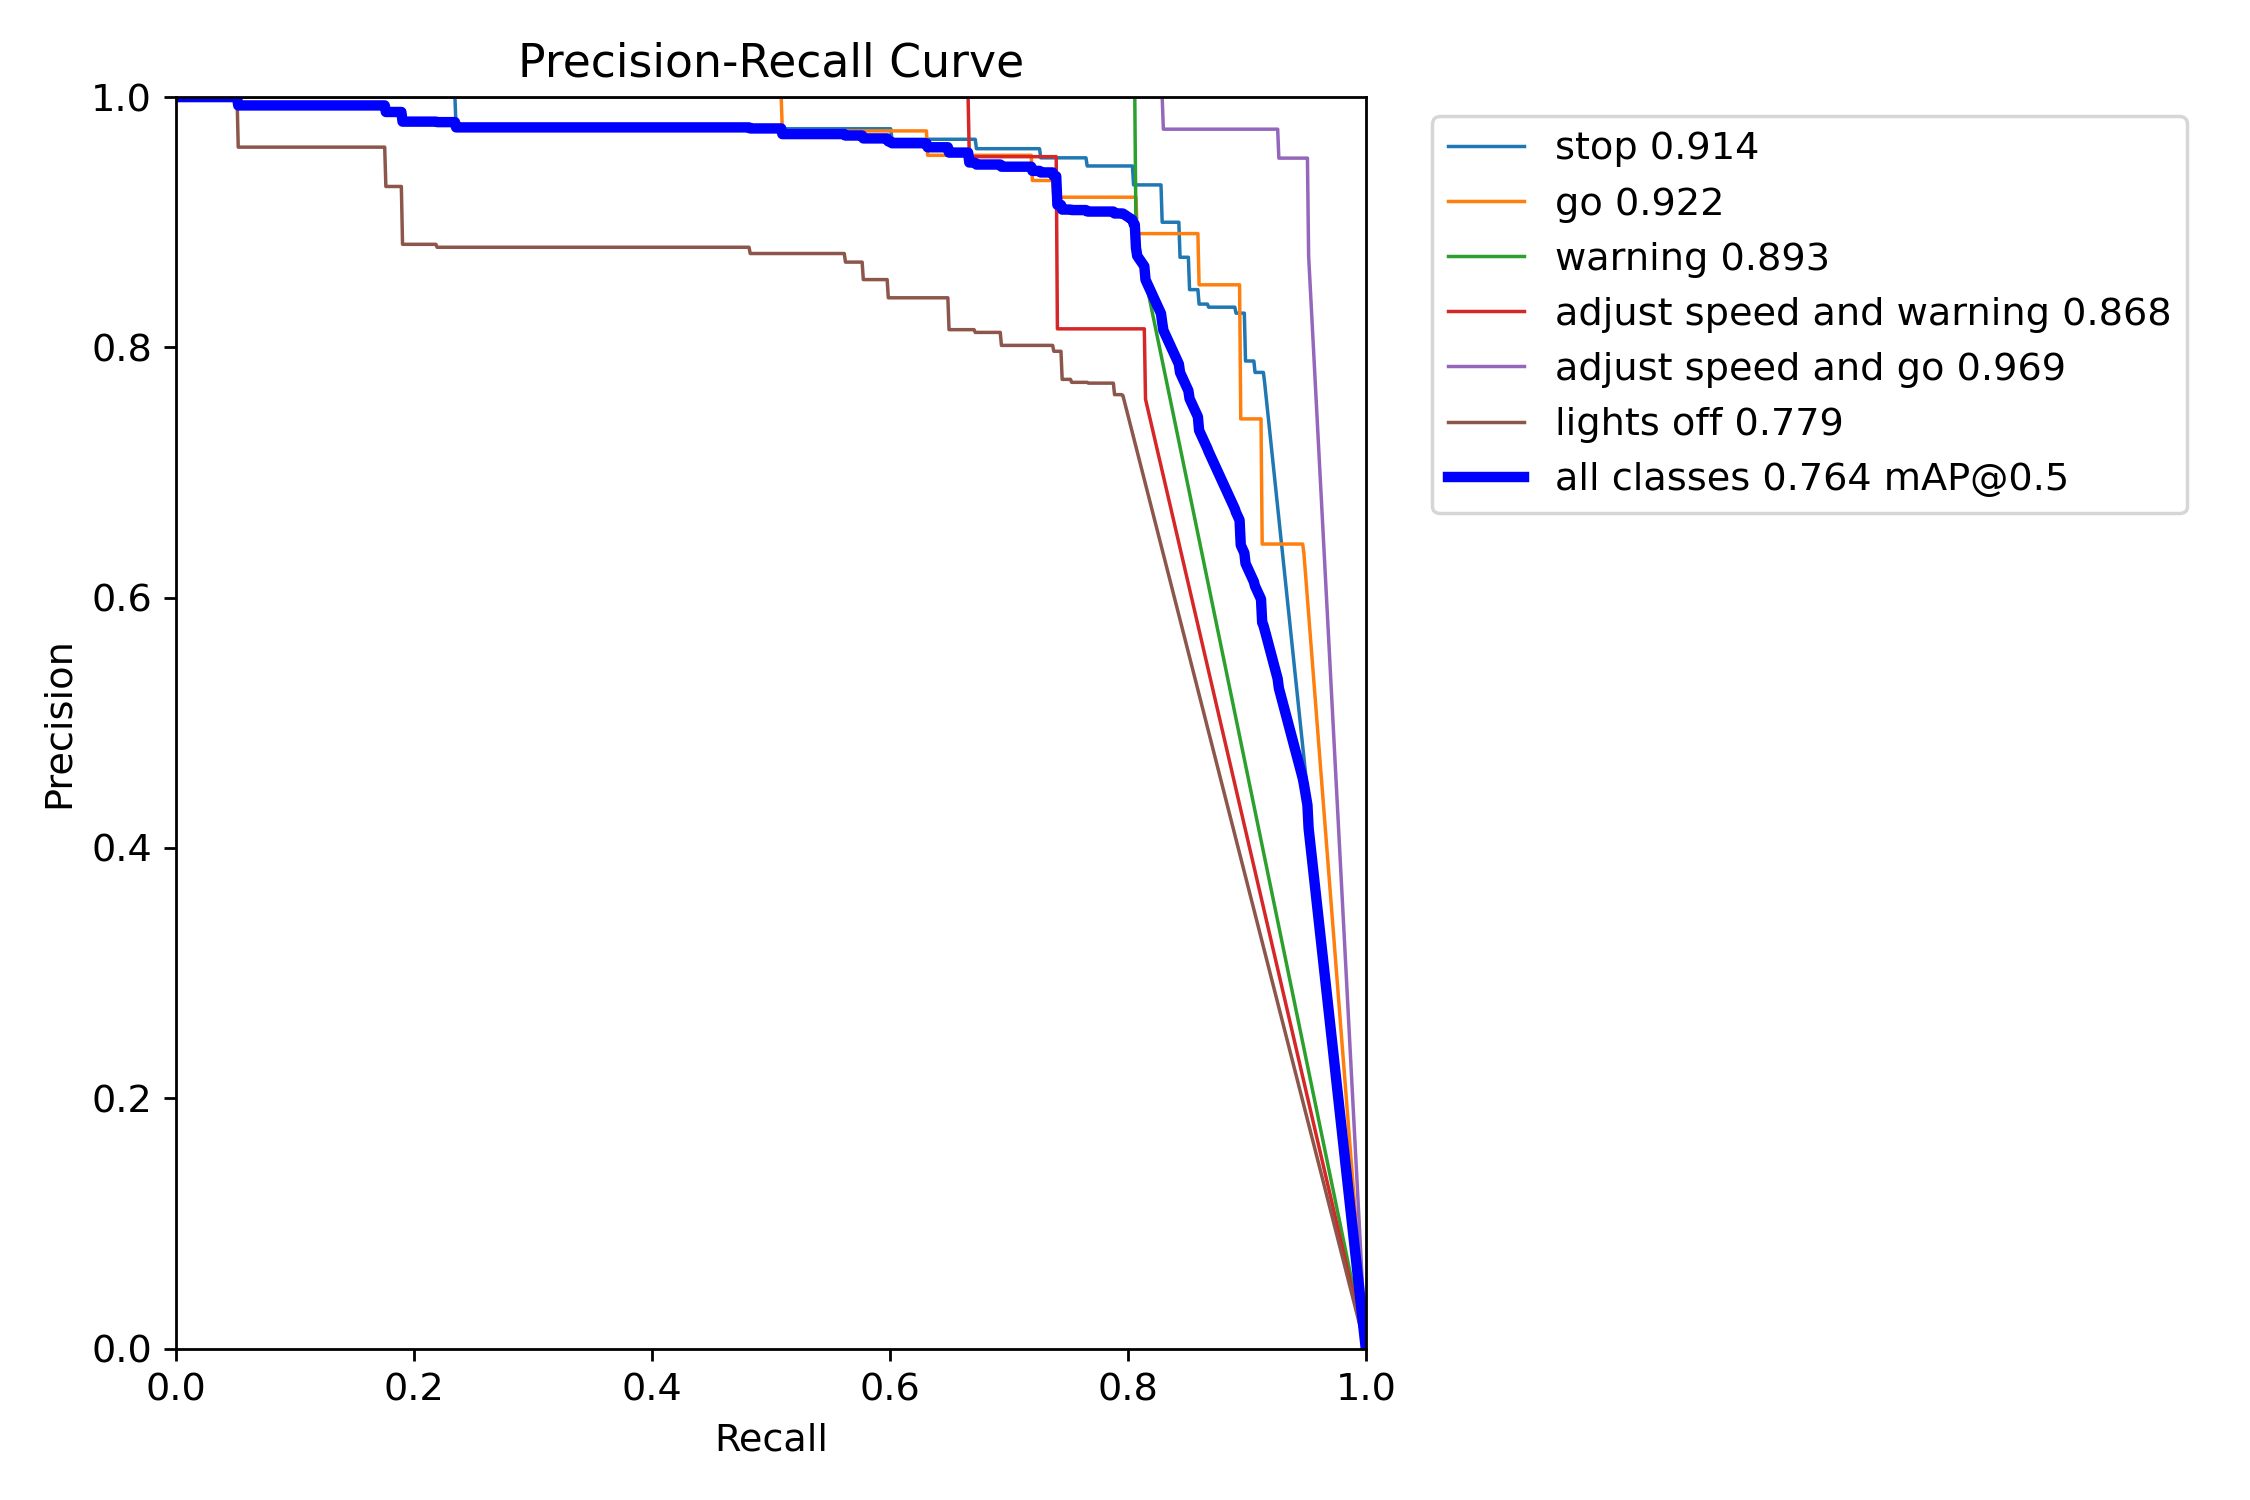 Precision-Recall Curve
1.0
0.8
0.6
0.4
0.2
0.0
Precision
0.0 0.2 0.4 0.6 0.8 1.0
Recall
stop 0.914
go 0.922
warning 0.893
adjust speed and warning 0.868
adjust speed and go 0.969
lights off 0.779
all classes 0.764 mAP@0.5